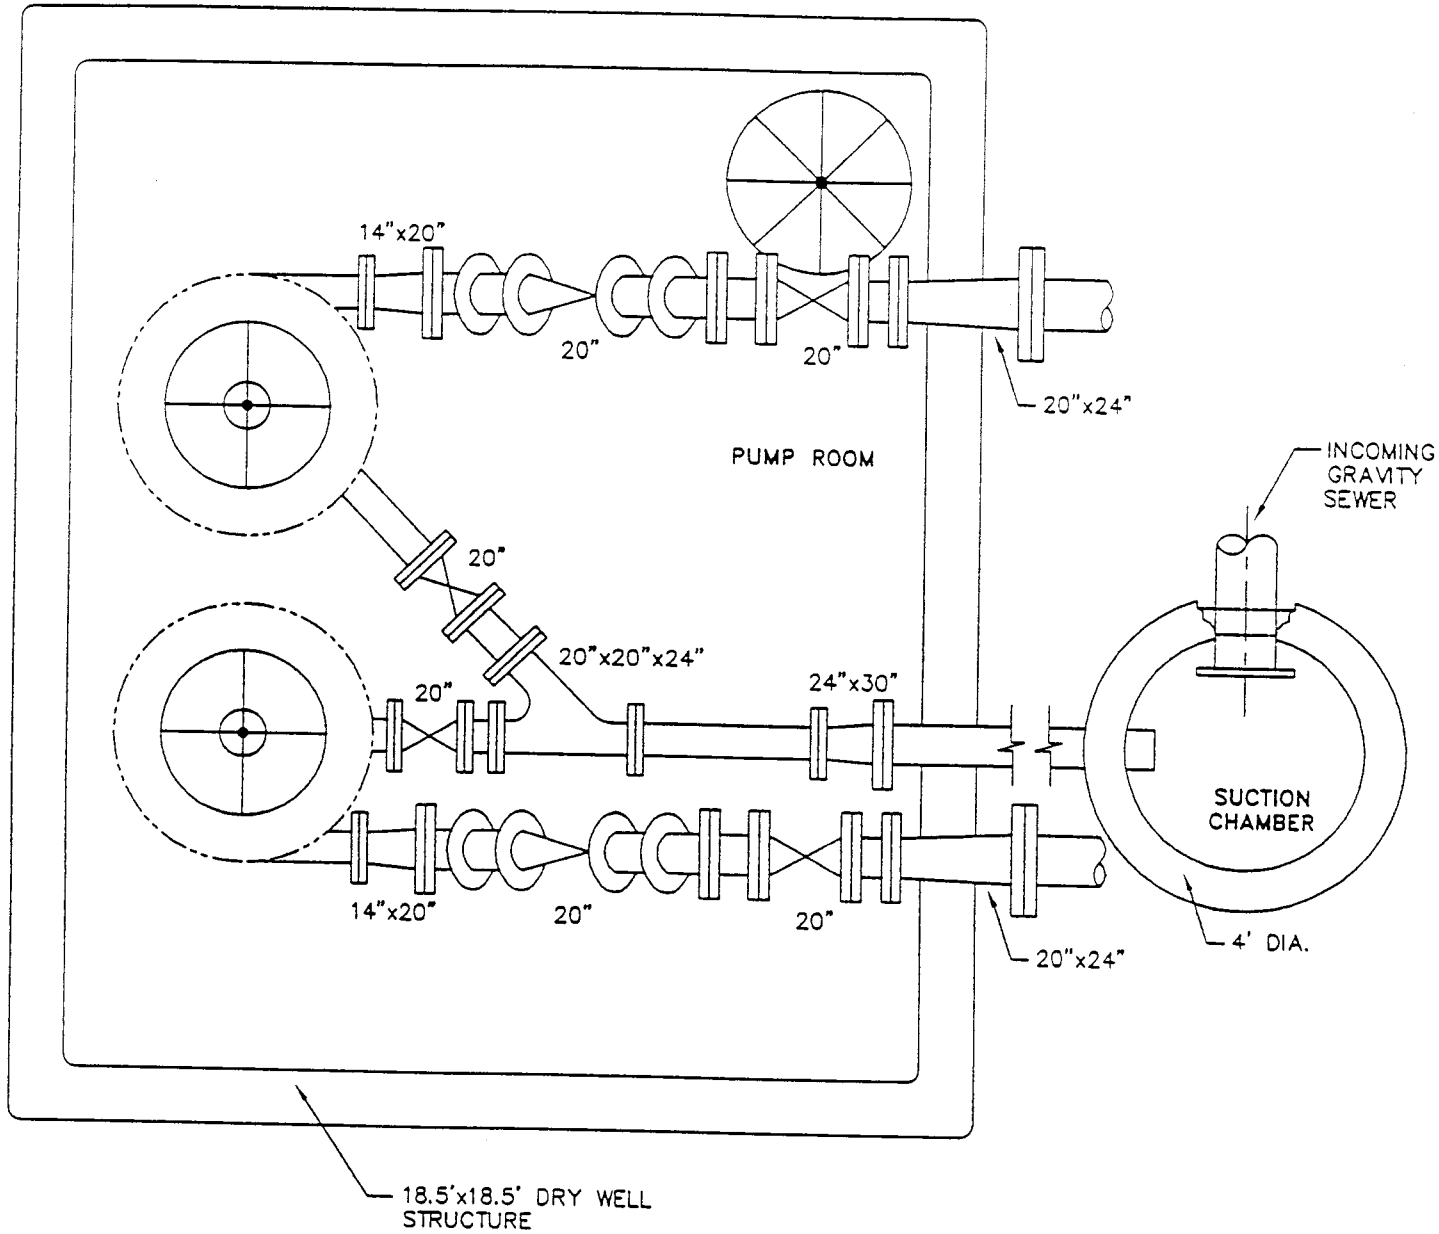 14"x20"
20"
20"
20"x24"
PUMP ROOM
INCOMING
GRAVITY
SEWER
20"
20"x20"x24"
20"
24"x30"
SUCTION
CHAMBER
14"x20"
20"
20"
20"x24"
4' DIA.
18.5'x18.5' DRY WELL
STRUCTURE